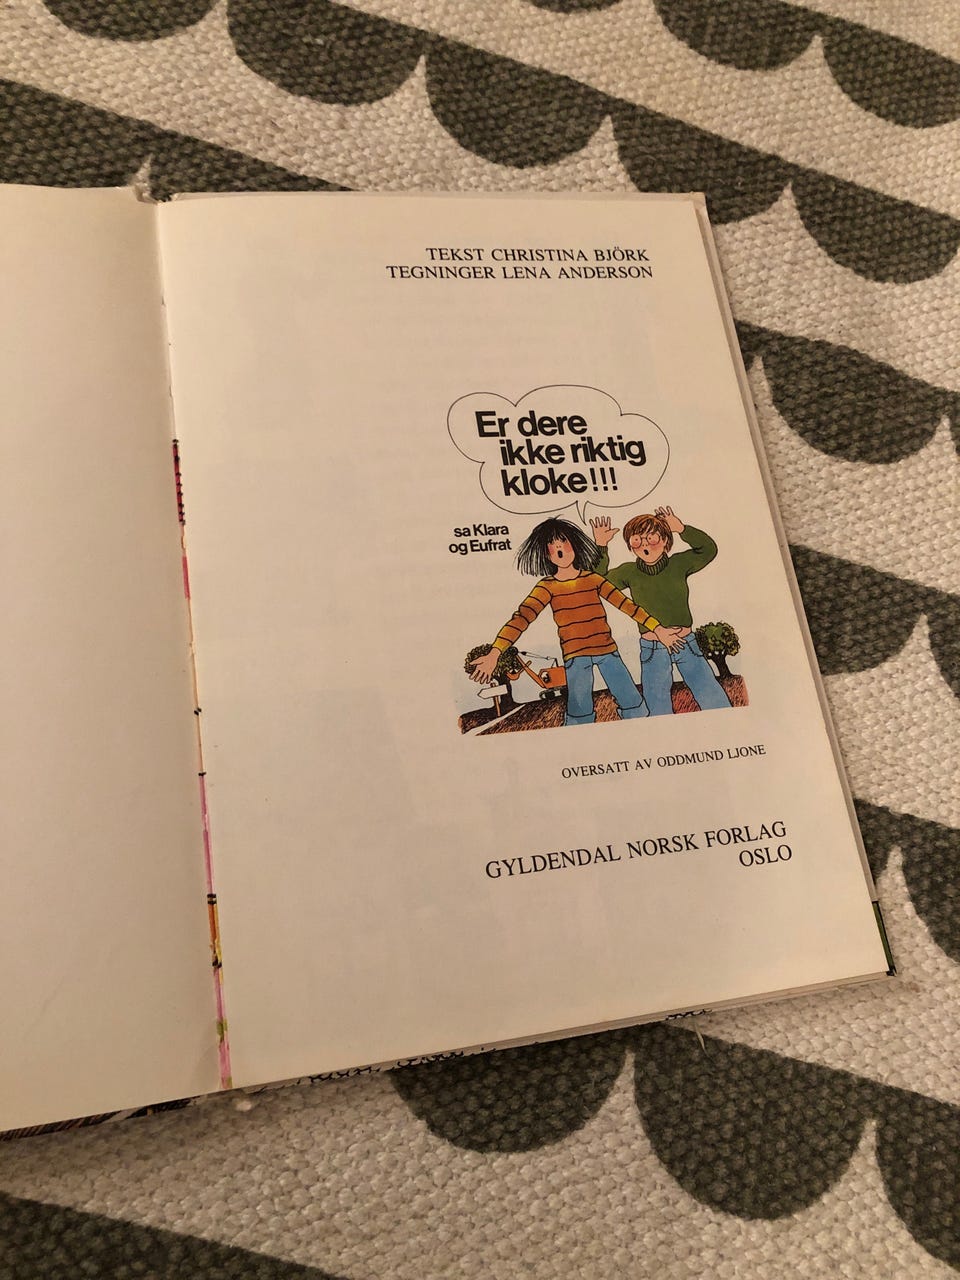 TEKST CHRISTINA BJÖRK
TEGNINGER LENA ANDERSON
Er dere
ikke riktig
kloke!!!
sa Klara
og Eufrat
OVERSATT AV ODDMUND LJONE
GYLDENDAL NORSK FORLAG
OSLO